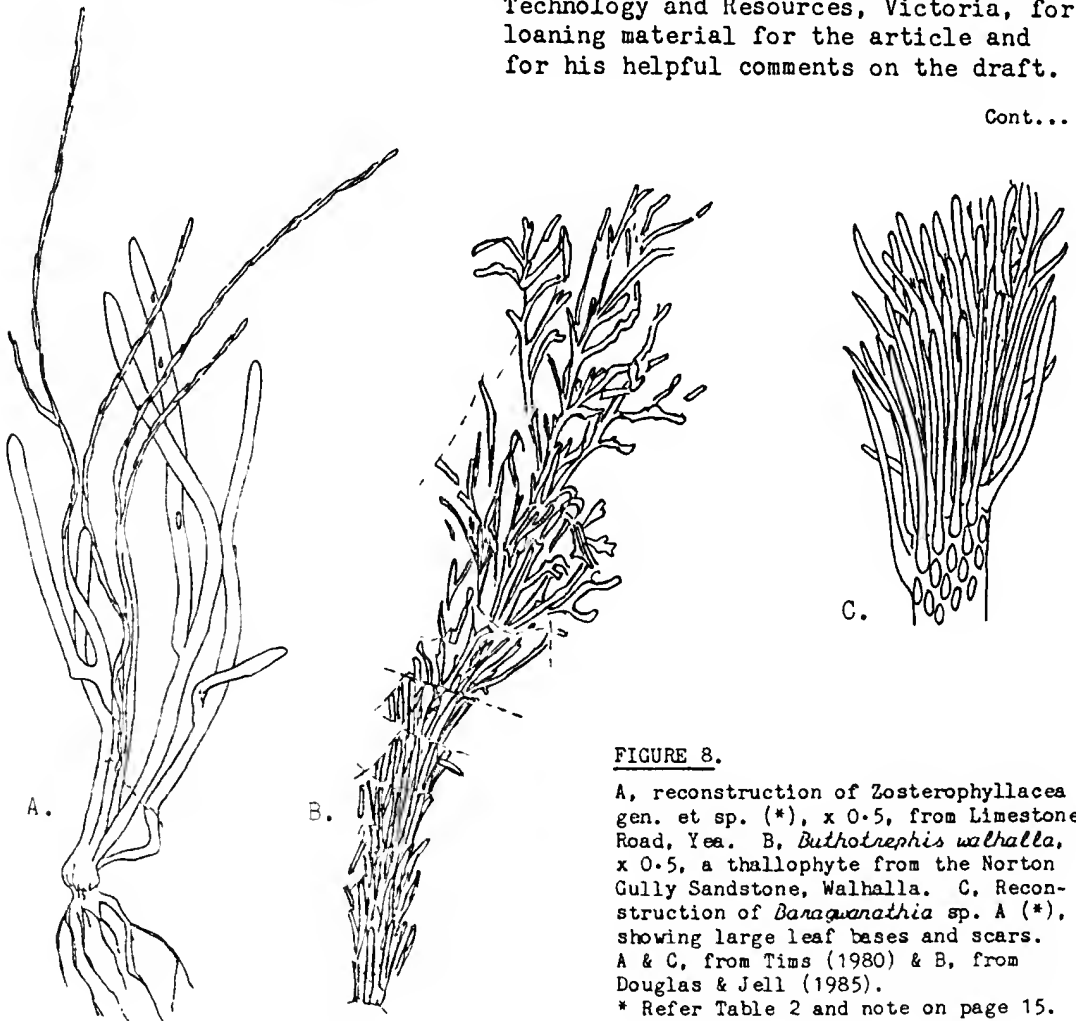 Technology and Resources, Victoria, for
loaning material for the article and
for his helpful comments on the draft.
Cont...
A.
B.
C.
FIGURE 8.
A, reconstruction of Zosterophyllacea
gen. et sp. (*), x 0·5, from Limestone
Road, Yea. B, Buthotrephis walhalla,
x 0·5, a thallophyte from the Norton
Gully Sandstone, Walhalla. C, Recon-
struction of Baragwanathia sp. A (*),
showing large leaf bases and scars.
A & C, from Tims (1980) & B, from
Douglas & Jell (1985).
* Refer Table 2 and note on page 15.